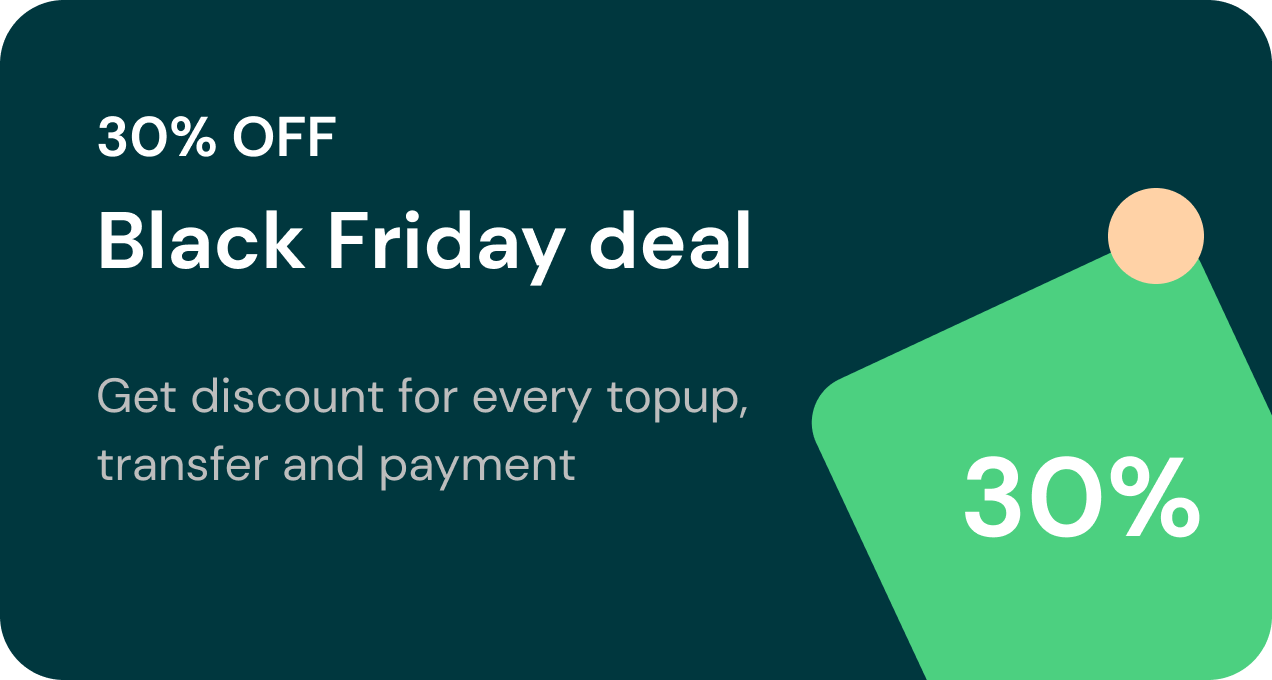 30% OFF
Black Friday deal
Get discount for every topup,
transfer and payment
30%